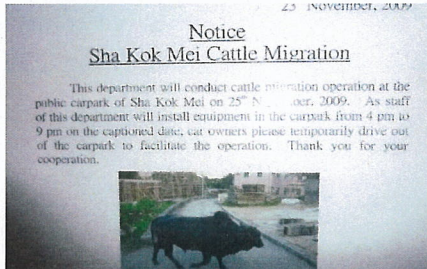 23 November, 2009
Notice
Sha Kok Mei Cattle Migration
This department will conduct cattle migration operation at the
public carpark of Sha Kok Mei on 25th , 2009. As staff
of this department will install equipment in the carpark from 4 pm to
9 pm on the captioned date, car owners please temporarily drive out
of the carpark to facilitate the operation. Thank you for your
cooperation.